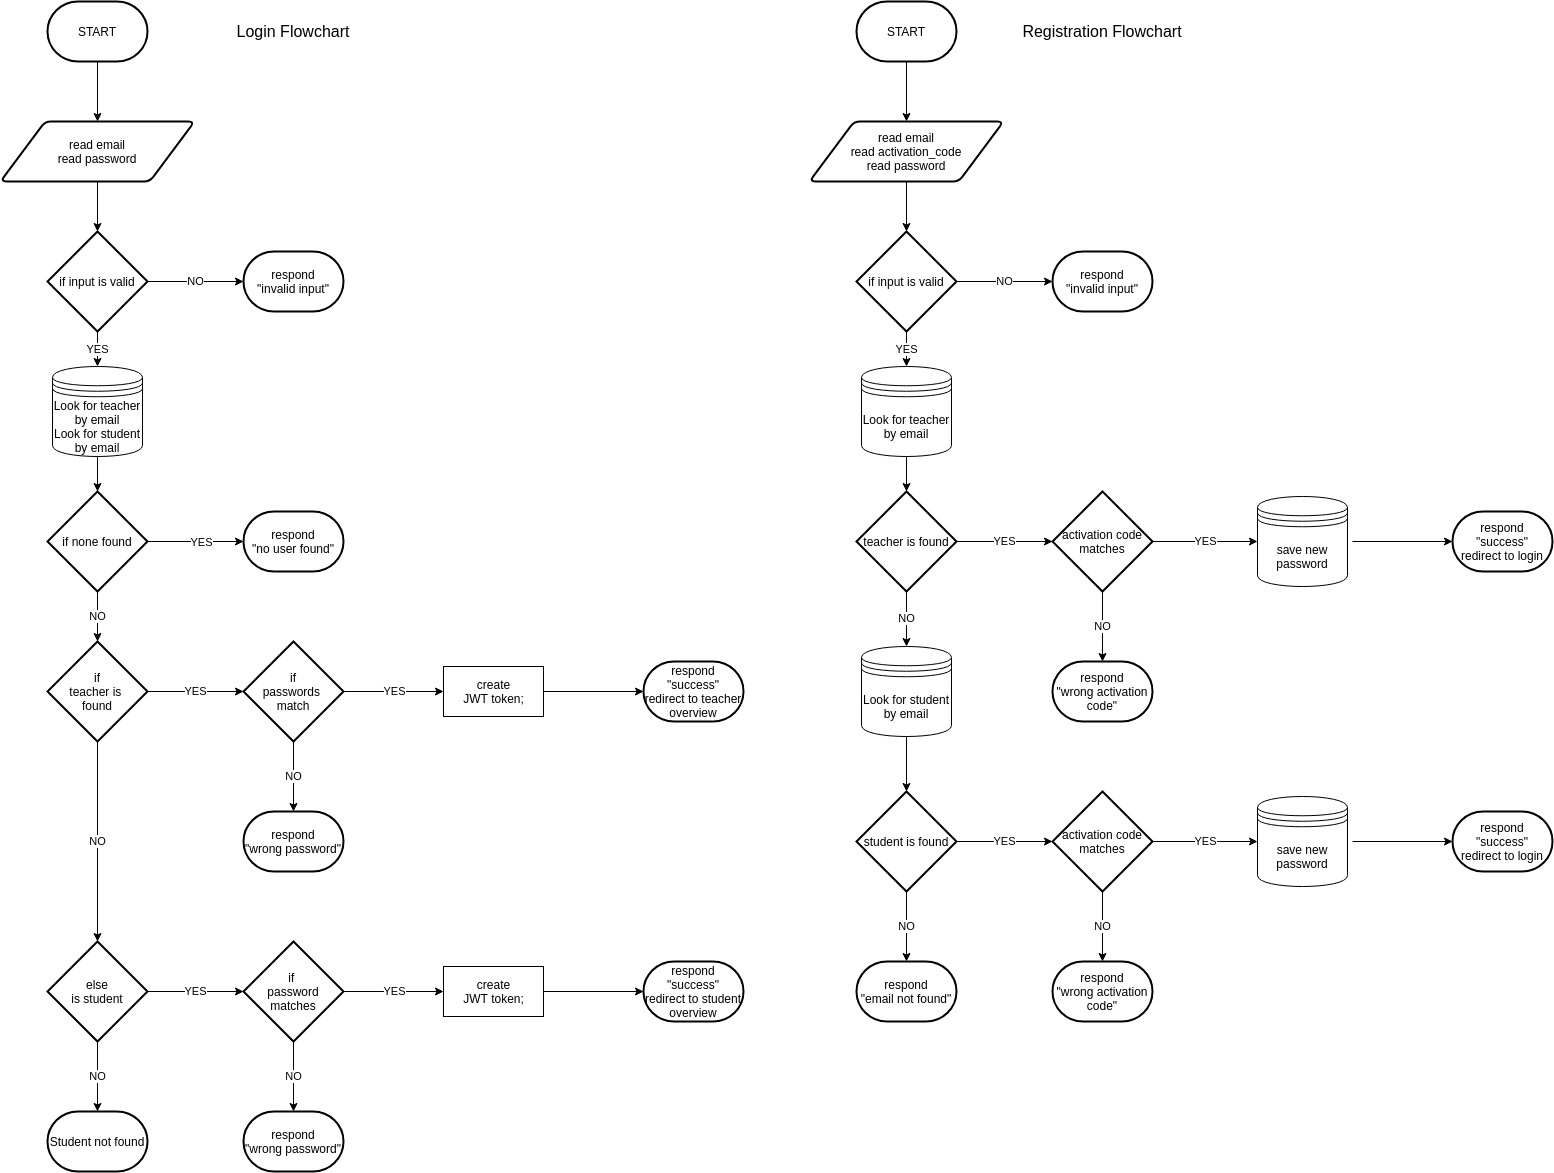 START
Login Flowchart
read email
read password
if input is valid
NO
respond
"invalid input"
YES
Look for teacher
by email
Look for student
by email
if none found
YES
respond
"no user found"
NO
if
teacher is
found
YES
if
passwords
match
YES
create
JWT token;
respond
"success"
redirect to teacher
overview
NO
respond
"wrong password"
NO
else
is student
YES
if
password
matches
YES
create
JWT token;
respond
"success"
redirect to student
overview
NO
Student not found
NO
respond
"wrong password"
START
Registration Flowchart
read email
read activation_code
read password
if input is valid
NO
respond
"invalid input"
YES
Look for teacher
by email
teacher is found
YES
activation code
matches
YES
save new
password
respond
"success"
redirect to login
NO
respond
"wrong activation
code"
NO
Look for student
by email
student is found
YES
activation code
matches
YES
save new
password
respond
"success"
redirect to login
NO
respond
"email not found"
NO
respond
"wrong activation
code"